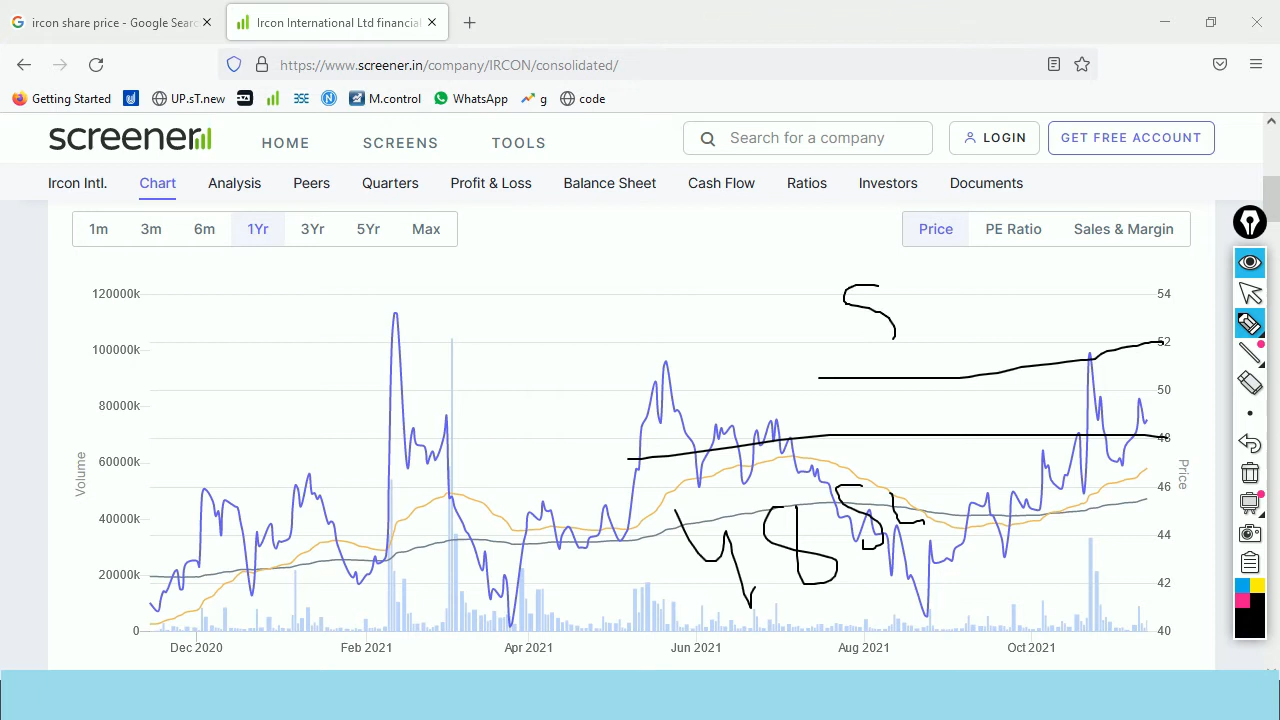 ircon share price - Google Searc
Ircon International Ltd financial
https://www.screener.in/company/IRCON/consolidated/
Getting Started
UP.sT.new
M.control
WhatsApp
g
code
screener
HOME
SCREENS
TOOLS
Search for a company
LOGIN
GET FREE ACCOUNT
Ircon Intl.
Chart
Analysis
Peers
Quarters
Profit & Loss
Balance Sheet
Cash Flow
Ratios
Investors
Documents
1m
3m
6m
1Yr
3Yr
5Yr
Max
Price
PE Ratio
Sales & Margin
120000k
100000k
80000k
60000k
40000k
20000k
0
Volume
54
52
50
48
46
44
42
40
Price
Dec 2020
Feb 2021
Apr 2021
Jun 2021
Aug 2021
Oct 2021